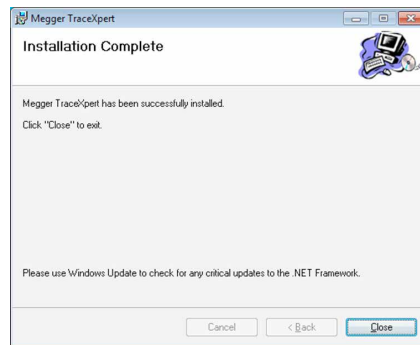 Megger TraceXpert
Installation Complete
Megger TraceXpert has been successfully installed.
Click "Close" to exit.
Please use Windows Update to check for any critical updates to the .NET Framework.
Cancel
< Back
Close